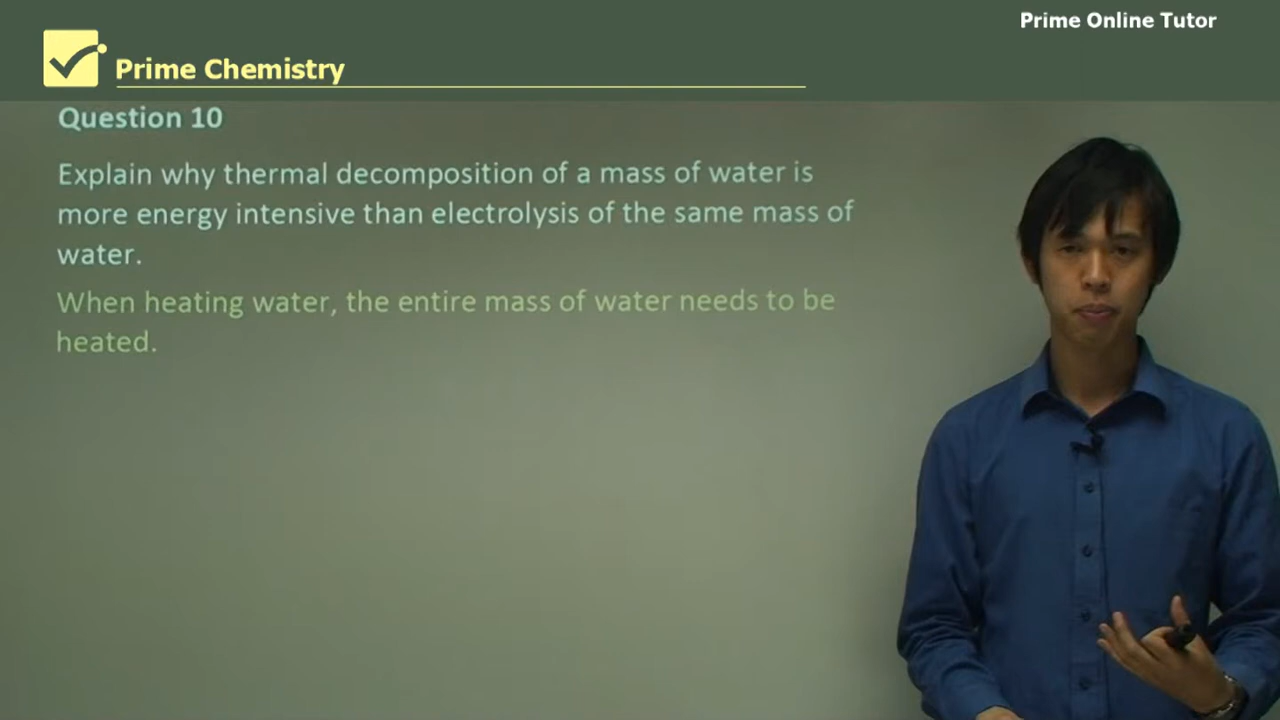 Prime Online Tutor
Prime Chemistry
Question 10
Explain why thermal decomposition of a mass of water is
more energy intensive than electrolysis of the same mass of
water.
When heating water, the entire mass of water needs to be
heated.